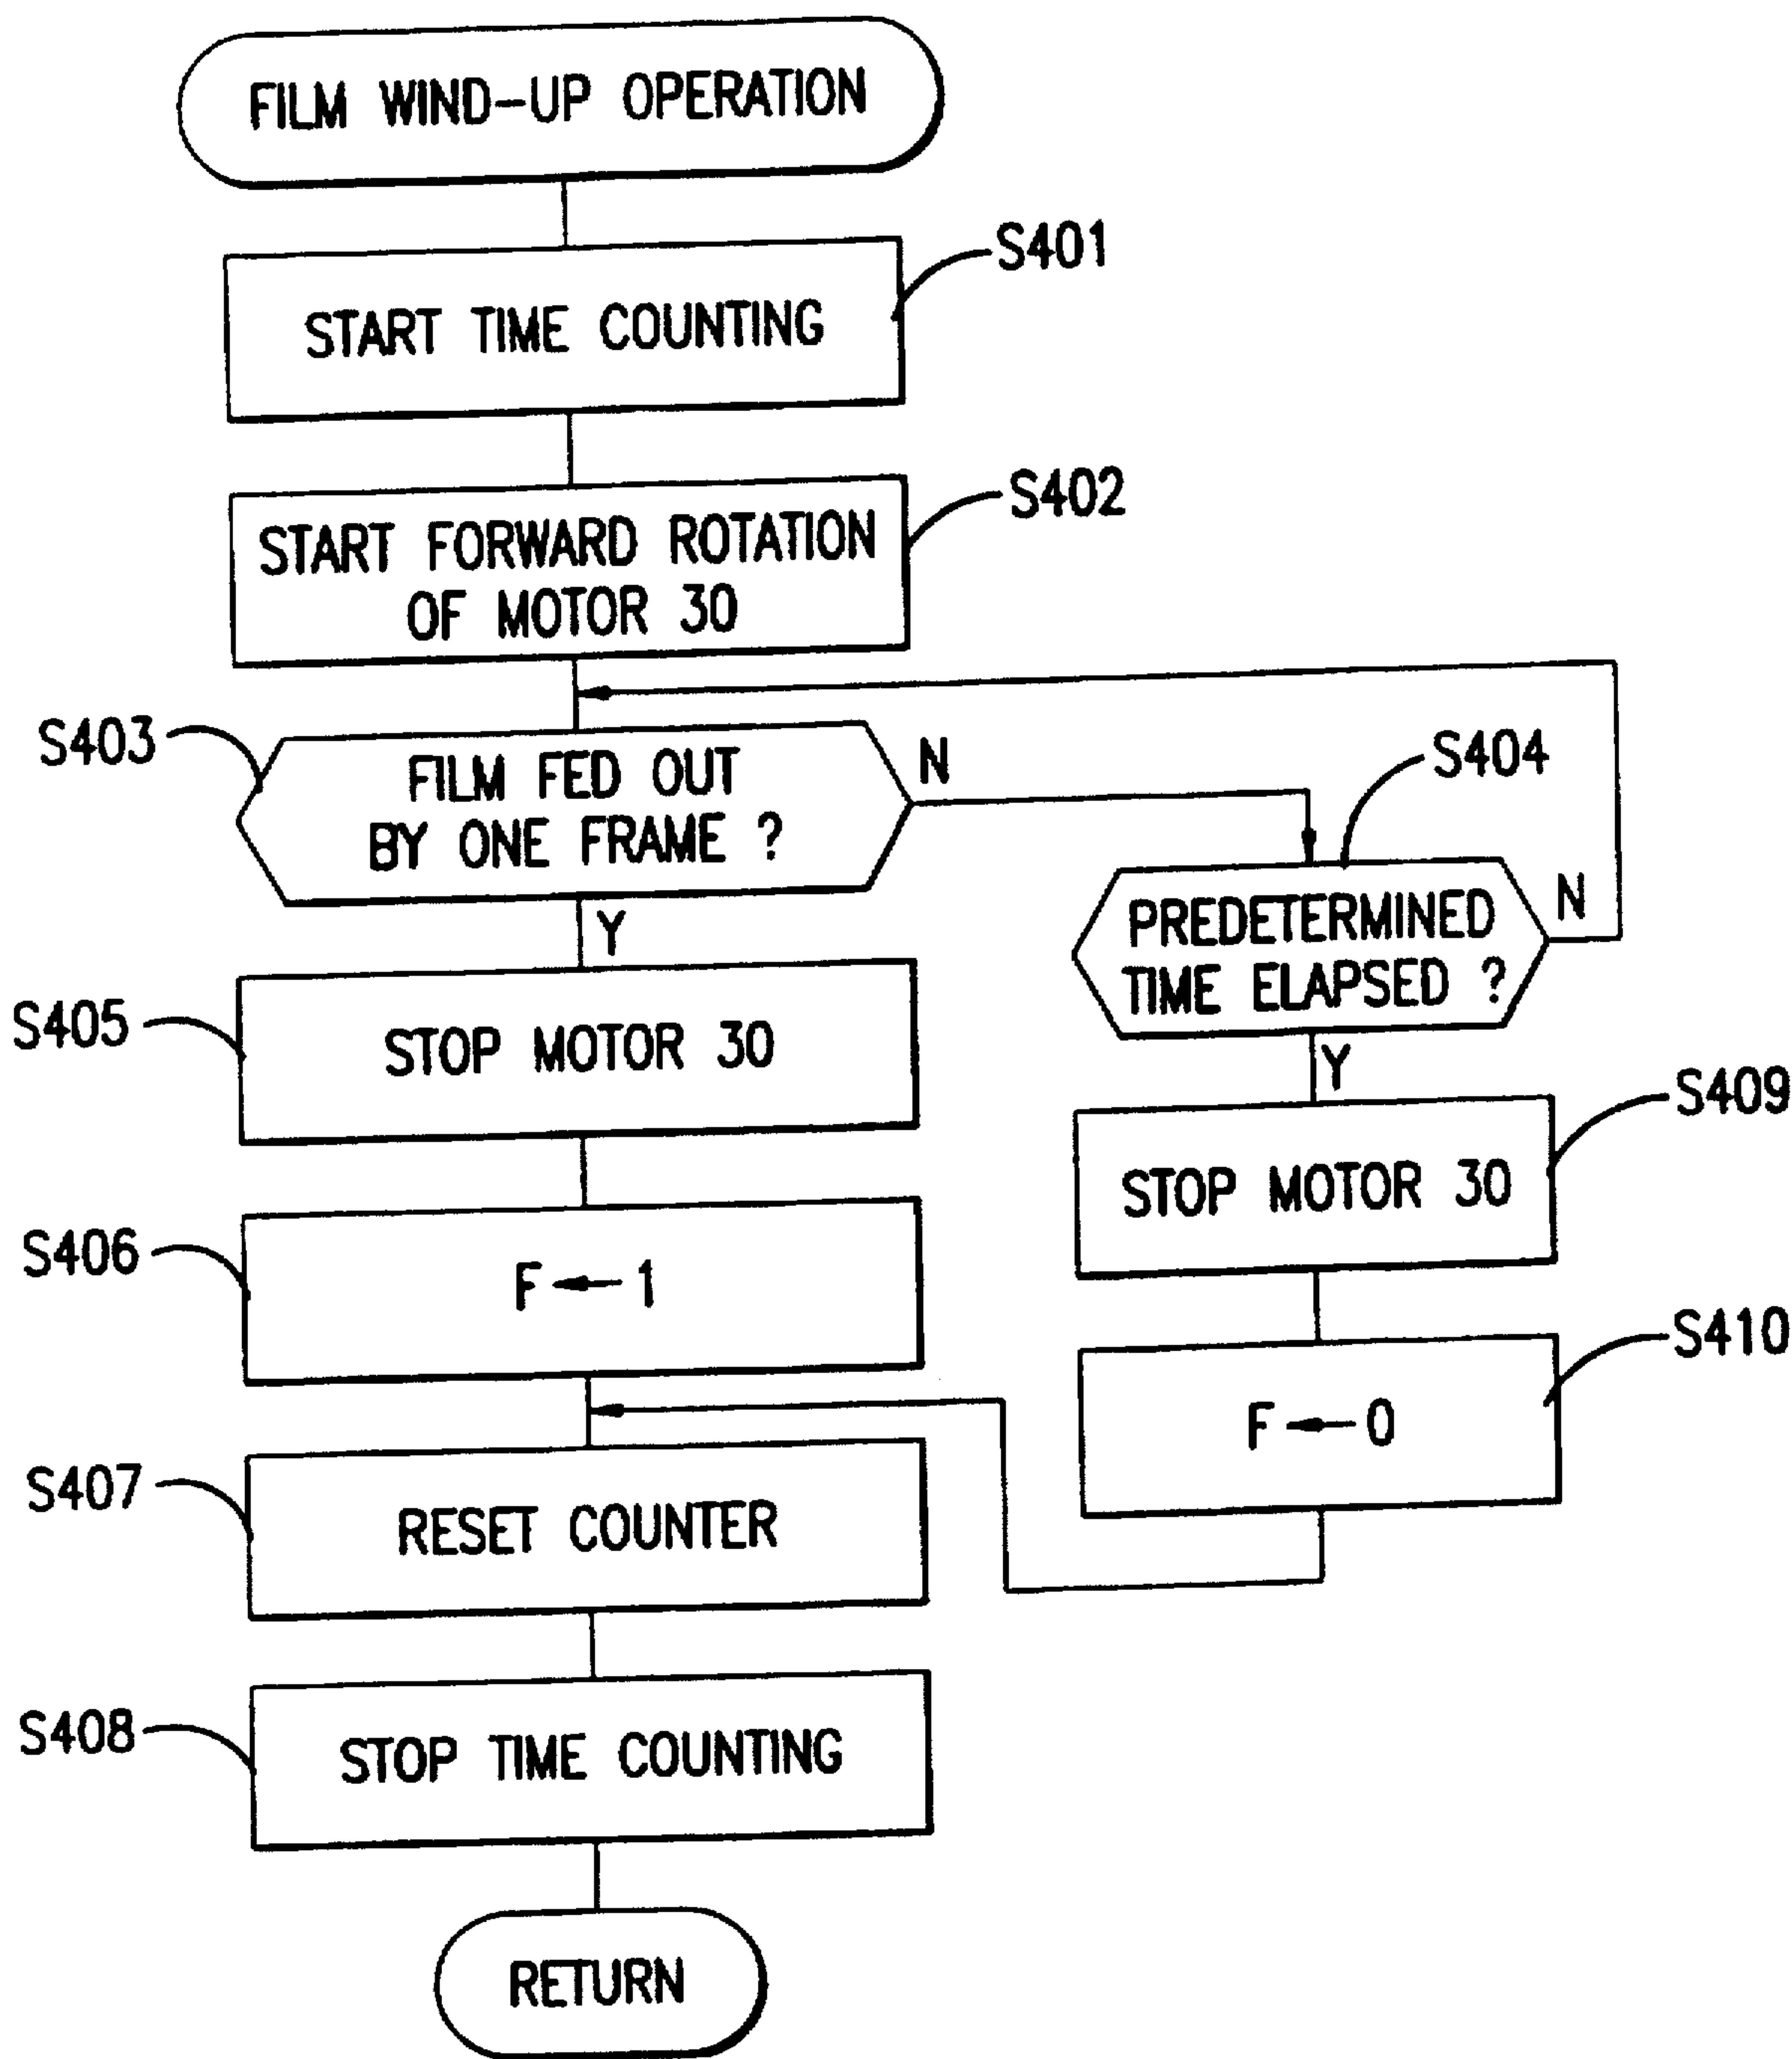 FILM WIND-UP OPERATION
START TIME COUNTING
S401
START FORWARD ROTATION
OF MOTOR 30
S402
S403
FILM FED OUT
BY ONE FRAME ?
N
Y
S404
PREDETERMINED
TIME ELAPSED ?
N
Y
S405
STOP MOTOR 30
S409
STOP MOTOR 30
S406
F ← 1
S410
F ← 0
S407
RESET COUNTER
S408
STOP TIME COUNTING
RETURN